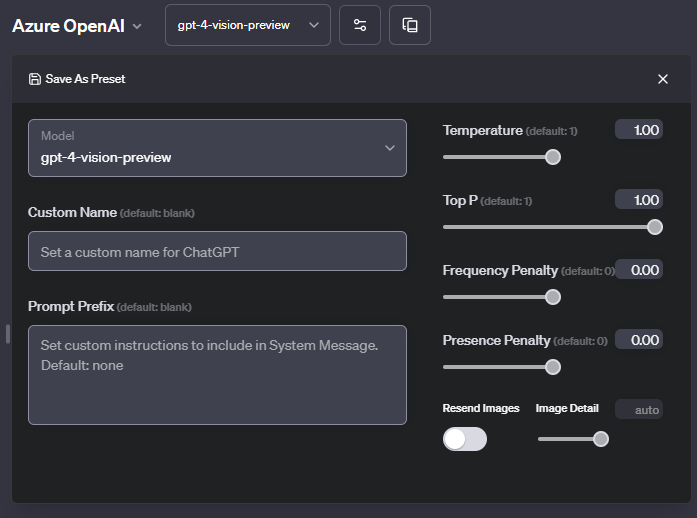 Azure OpenAI
gpt-4-vision-preview
Save As Preset
Model
gpt-4-vision-preview
Custom Name (default: blank)
Set a custom name for ChatGPT
Prompt Prefix (default: blank)
Set custom instructions to include in System Message.
Default: none
Temperature (default: 1) 1.00
Top P (default: 1) 1.00
Frequency Penalty (default: 0) 0.00
Presence Penalty (default: 0) 0.00
Resend Images Image Detail auto